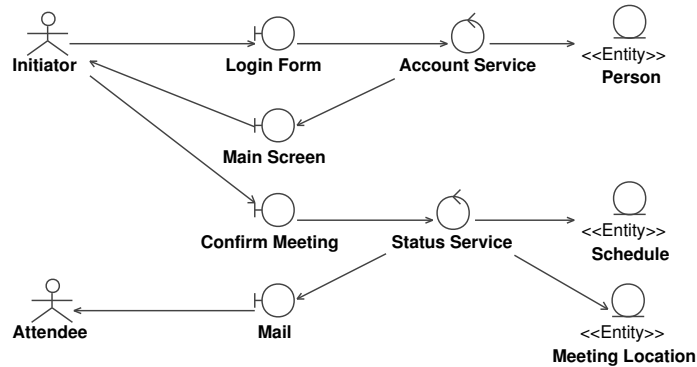 Initiator
Login Form
Account Service
<<Entity>>
Person
Main Screen
Confirm Meeting
Status Service
<<Entity>>
Schedule
Attendee
Mail
<<Entity>>
Meeting Location